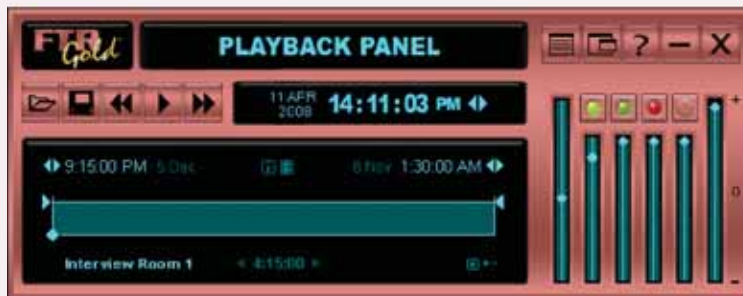 FTR Gold
PLAYBACK PANEL
?
X
11 APR 2008
14:11:03 PM
9:15:00 PM 5 Dec
6 Nov 1:30:00 AM
Interview Room 1
4:15:00
+
0
-